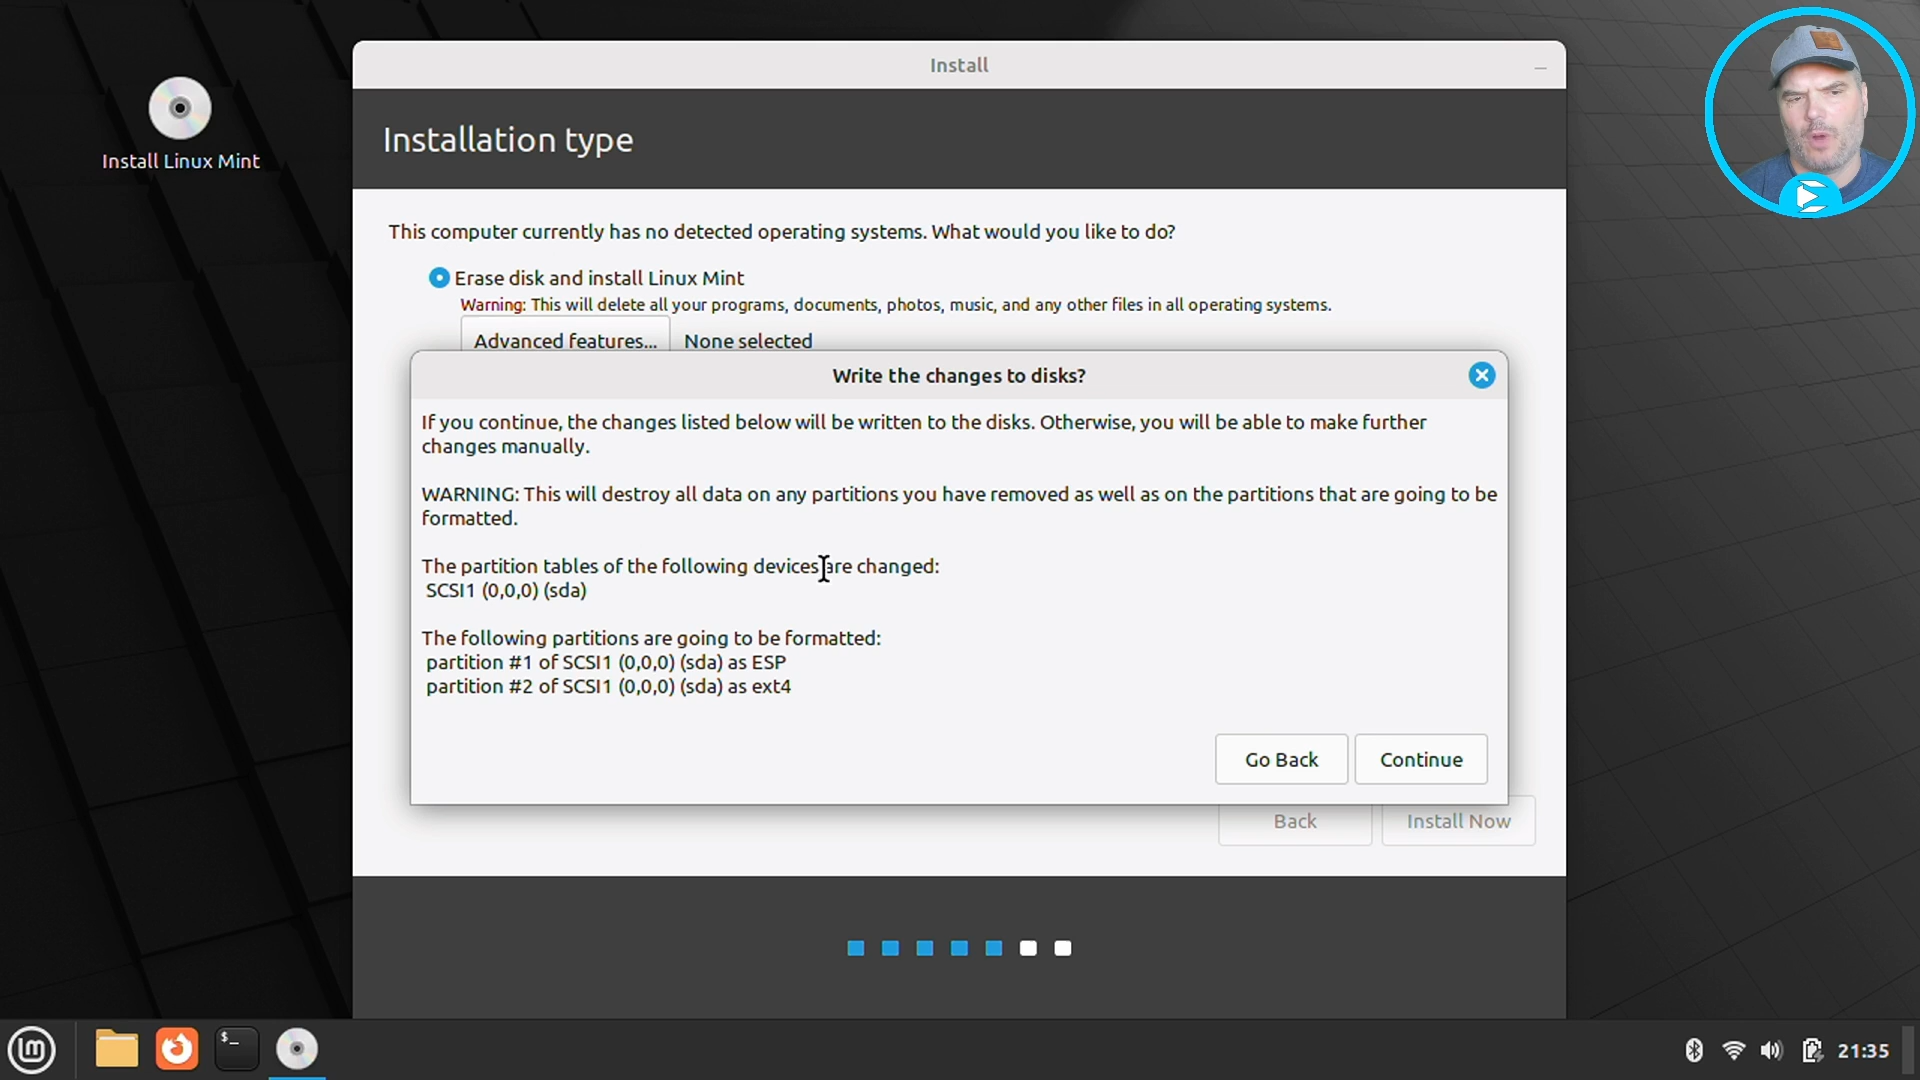 Install
Install Linux Mint
Installation type
This computer currently has no detected operating systems. What would you like to do?
Erase disk and install Linux Mint
Warning: This will delete all your programs, documents, photos, music, and any other files in all operating systems.
Advanced features... None selected
Write the changes to disks?
If you continue, the changes listed below will be written to the disks. Otherwise, you will be able to make further
changes manually.
WARNING: This will destroy all data on any partitions you have removed as well as on the partitions that are going to be
formatted.
The partition tables of the following devices are changed:
SCSI1 (0,0,0) (sda)
The following partitions are going to be formatted:
partition #1 of SCSI1 (0,0,0) (sda) as ESP
partition #2 of SCSI1 (0,0,0) (sda) as ext4
Go Back Continue
Back Install Now
$_
21:35